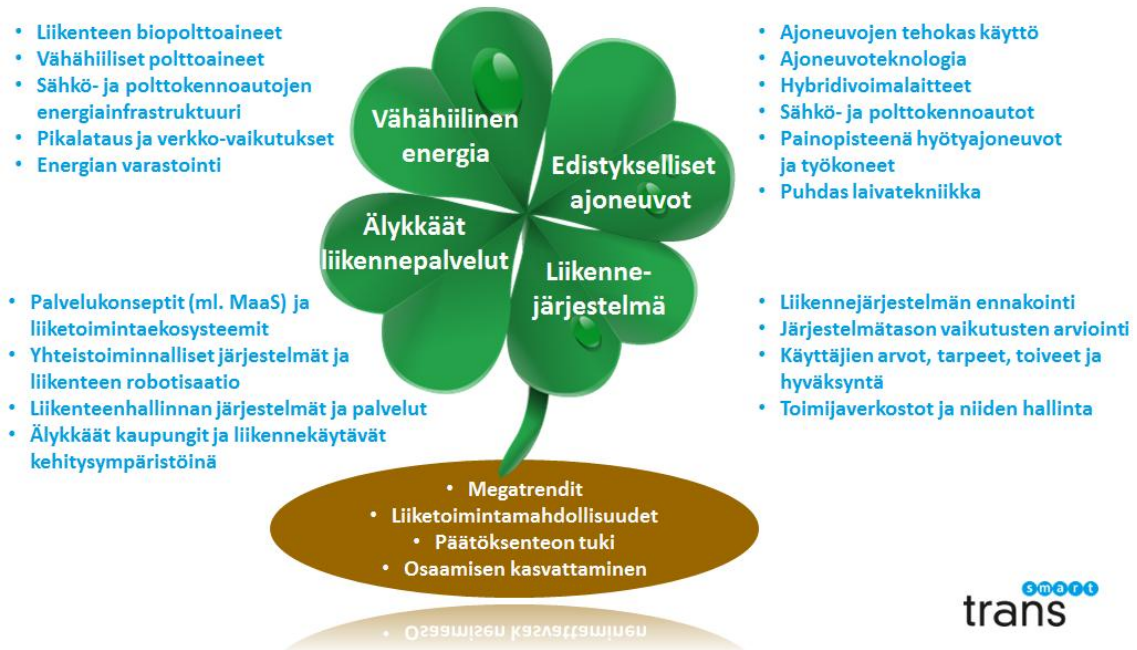 • Liikenteen biopolttoaineet
• Vähähiiliset polttoaineet
• Sähkö- ja polttokennoautojen
energiainfrastruktuuri
• Pikalataus ja verkko-vaikutukset
• Energian varastointi
• Ajoneuvojen tehokas käyttö
• Ajoneuvoteknologia
• Hybridivoimalaitteet
• Sähkö- ja polttokennoautot
• Painopisteenä hyötyajoneuvot
ja työkoneet
• Puhdas laivatekniikka
Vähähiilinen
energia
Edistykselliset
ajoneuvot
Älykkäät
liikennepalvelut
Liikenne-
järjestelmä
• Palvelukonseptit (ml. MaaS) ja
liiketoimintaekosysteemit
• Yhteistoiminnalliset järjestelmät ja
liikenteen robotisaatio
• Liikenteenhallinnan järjestelmät ja palvelut
• Älykkäät kaupungit ja liikennekäytävät
kehitysympäristöinä
• Liikennejärjestelmän ennakointi
• Järjestelmätason vaikutusten arviointi
• Käyttäjien arvot, tarpeet, toiveet ja
hyväksyntä
• Toimijaverkostot ja niiden hallinta
• Megatrendit
• Liiketoimintamahdollisuudet
• Päätöksenteon tuki
• Osaamisen kasvattaminen
smart
trans